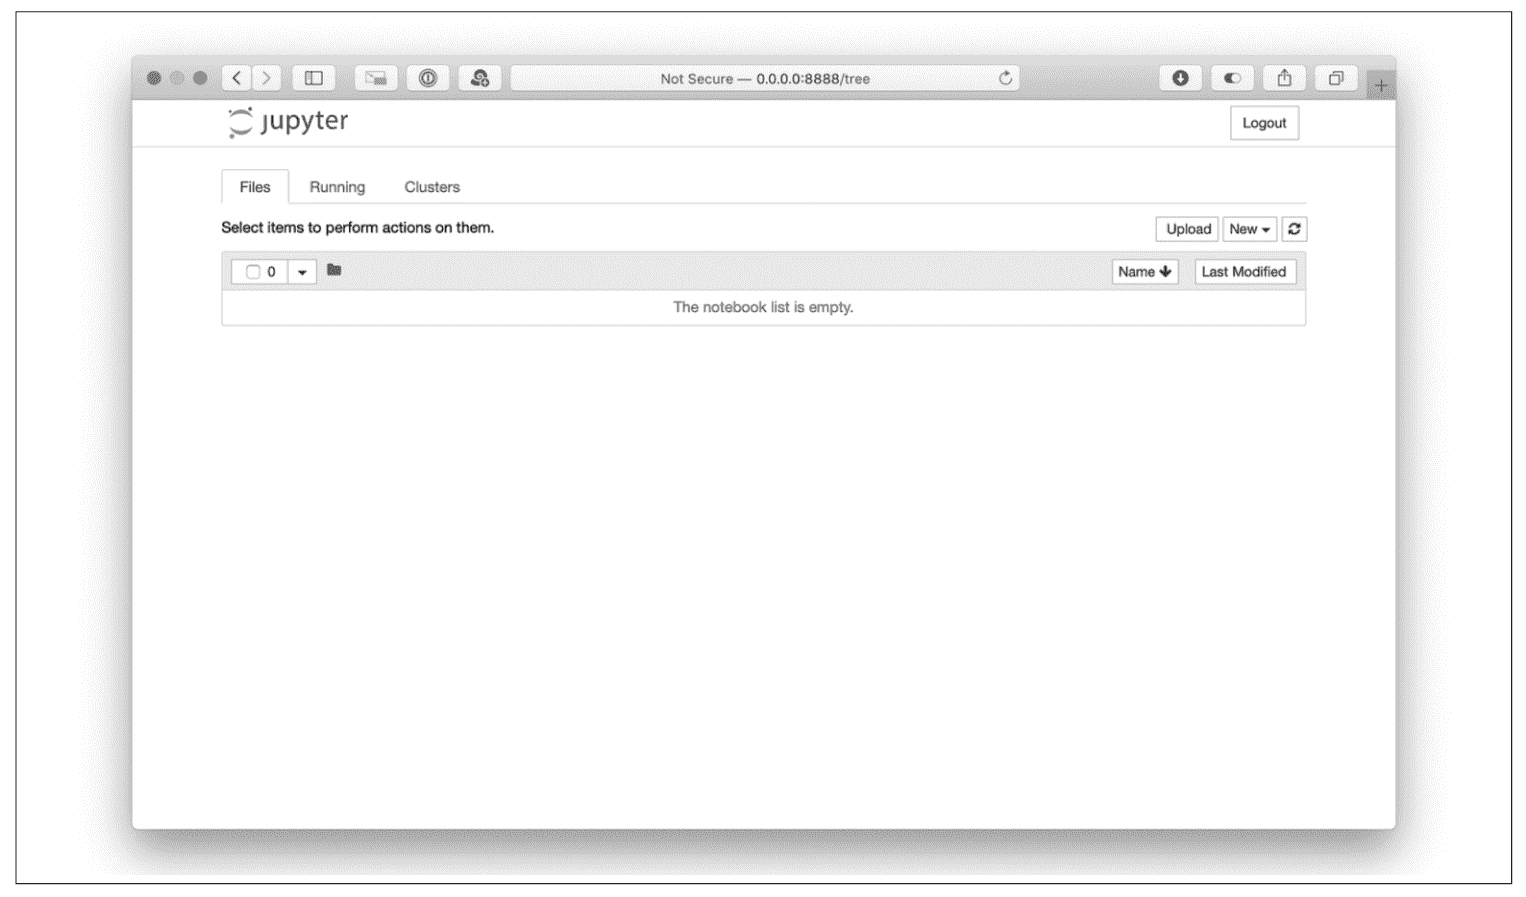 Not Secure — 0.0.0.0:8888/tree
jupyter
Logout
Files Running Clusters
Select items to perform actions on them.
Upload New
0 Name Last Modified
The notebook list is empty.